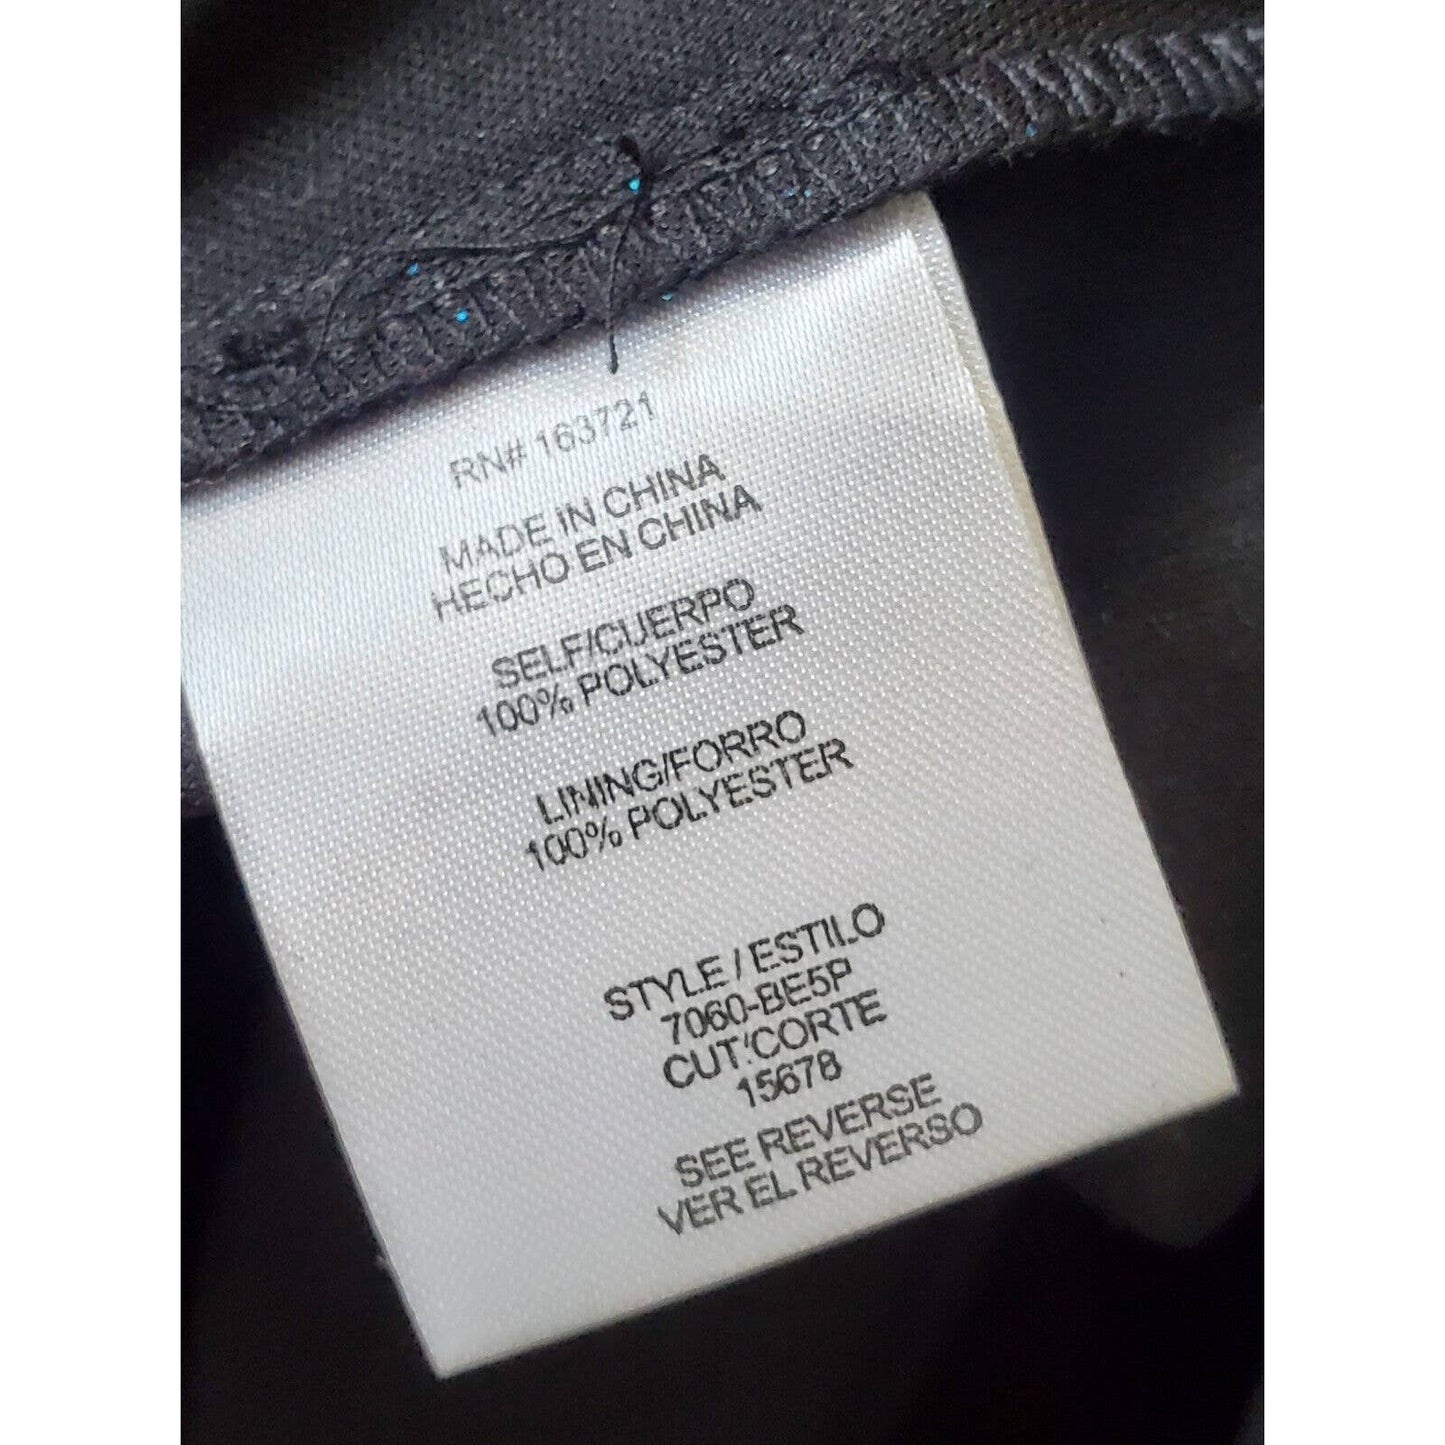 RN# 163721
MADE IN CHINA
HECHO EN CHINA
SELF/CUERPO
100% POLYESTER
LINING/FORRO
100% POLYESTER
STYLE / ESTILO
7060-BE5P
CUT/CORTE
15678
SEE REVERSE
VER EL REVERSO